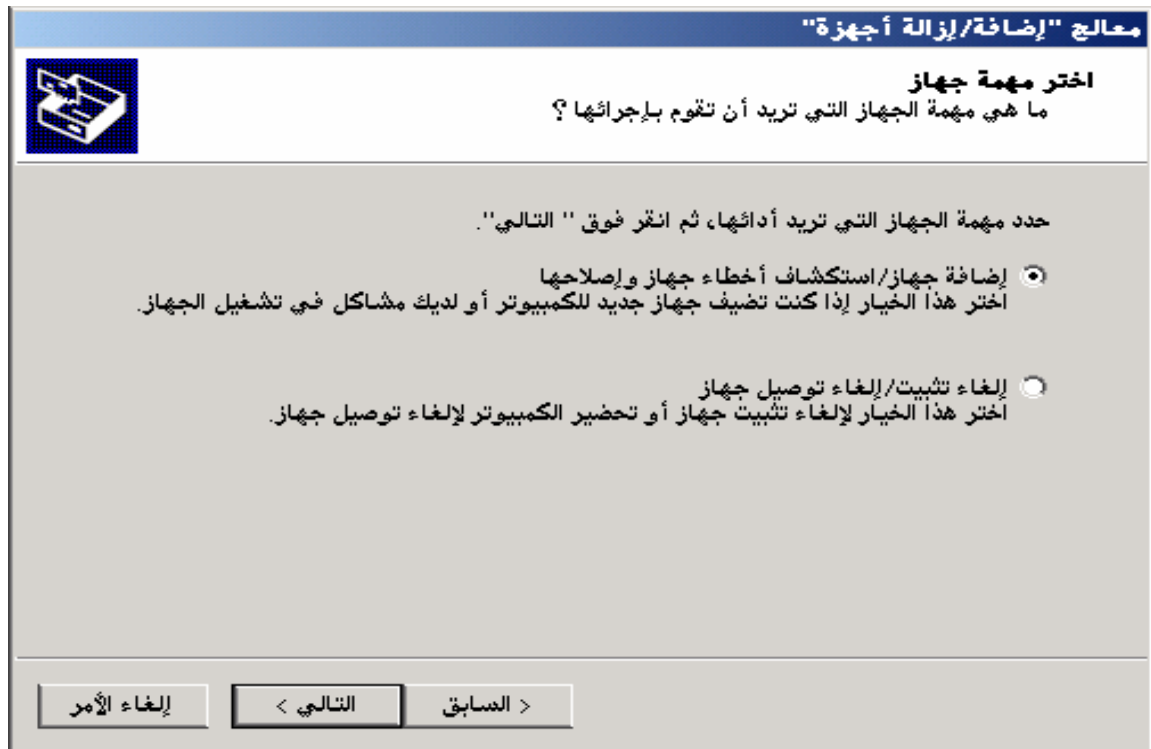 معالج "إضافة/إزالة أجهزة"
اختر مهمة جهاز
ما هي مهمة الجهاز التي تريد أن تقوم بإجرائها ؟
حدد مهمة الجهاز التي تريد أدائها، ثم انقر فوق " التالي".
إضافة جهاز/استكشاف أخطاء جهاز وإصلاحها
اختر هذا الخيار إذا كنت تضيف جهاز جديد للكمبيوتر أو لديك مشاكل في تشغيل الجهاز.
إلغاء تثبيت/إلغاء توصيل جهاز
اختر هذا الخيار لإلغاء تثبيت جهاز أو تحضير الكمبيوتر لإلغاء توصيل جهاز.
< السابق التالي > إلغاء الأمر